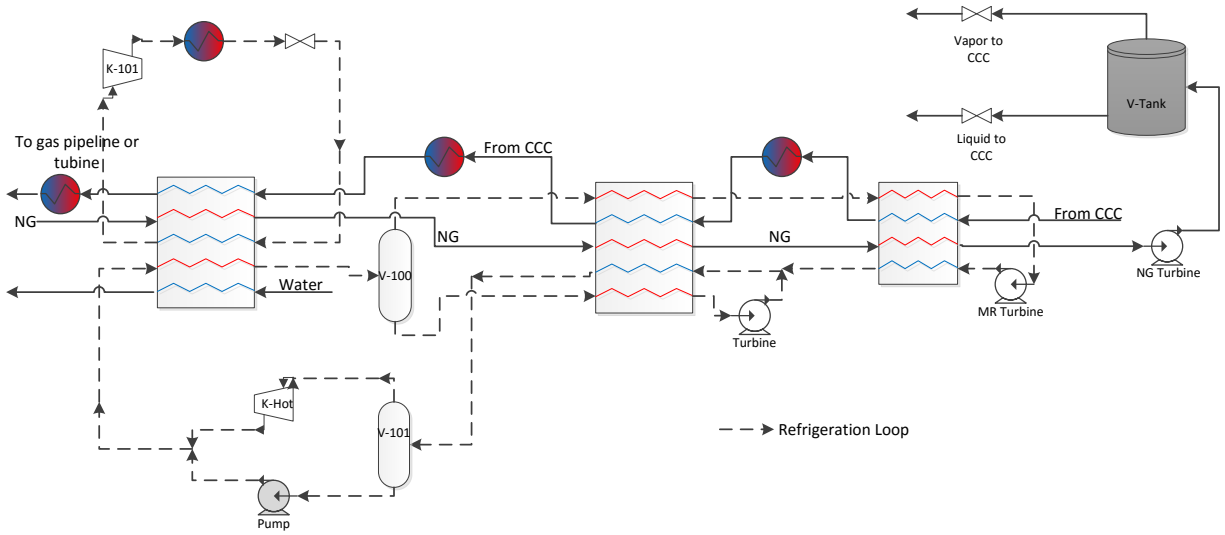 Vapor to
CCC
K-101
V-Tank
To gas pipeline or
tubine
From CCC
Liquid to
CCC
NG
From CCC
NG
NG
V-100
Water
NG Turbine
MR Turbine
Turbine
K-Hot
V-101
Refrigeration Loop
Pump